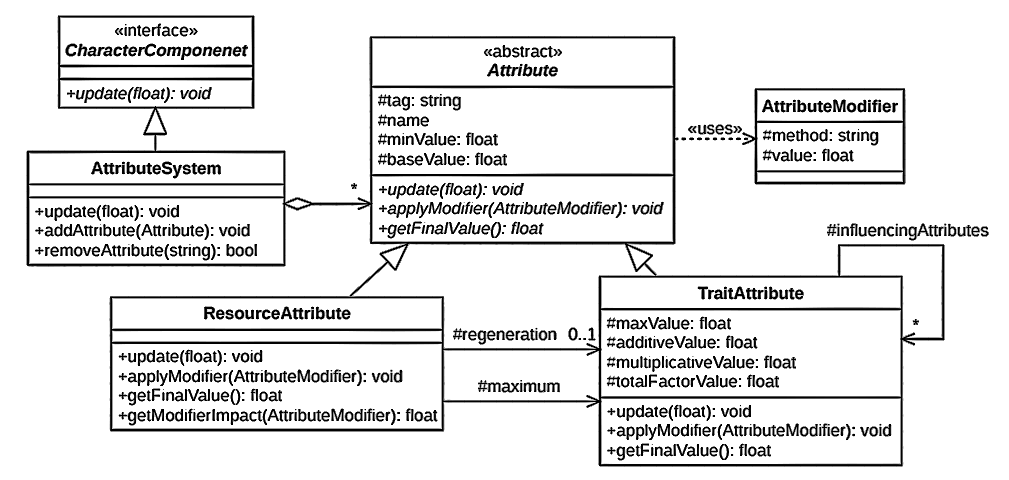 «interface»
CharacterComponenet
+update(float): void
AttributeSystem
+update(float): void
+addAttribute(Attribute): void
+removeAttribute(string): bool
*
«abstract»
Attribute
#tag: string
#name
#minValue: float
#baseValue: float
+update(float): void
+applyModifier(AttributeModifier): void
+getFinalValue(): float
«uses»
AttributeModifier
#method: string
#value: float
ResourceAttribute
+update(float): void
+applyModifier(AttributeModifier): void
+getFinalValue(): float
+getModifierImpact(AttributeModifier): float
#regeneration 0..1
#maximum
#influencingAttributes
*
TraitAttribute
#maxValue: float
#additiveValue: float
#multiplicativeValue: float
#totalFactorValue: float
+update(float): void
+applyModifier(AttributeModifier): void
+getFinalValue(): float